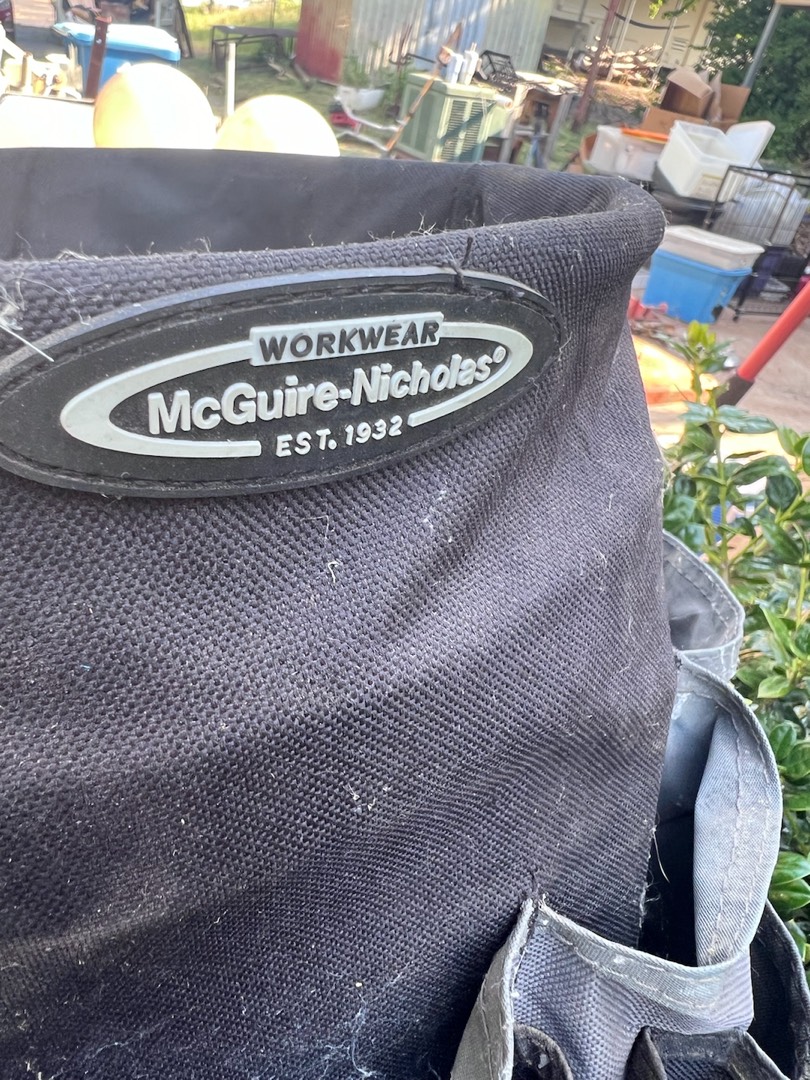 WORKWEAR
McGuire-Nicholas®
EST. 1932